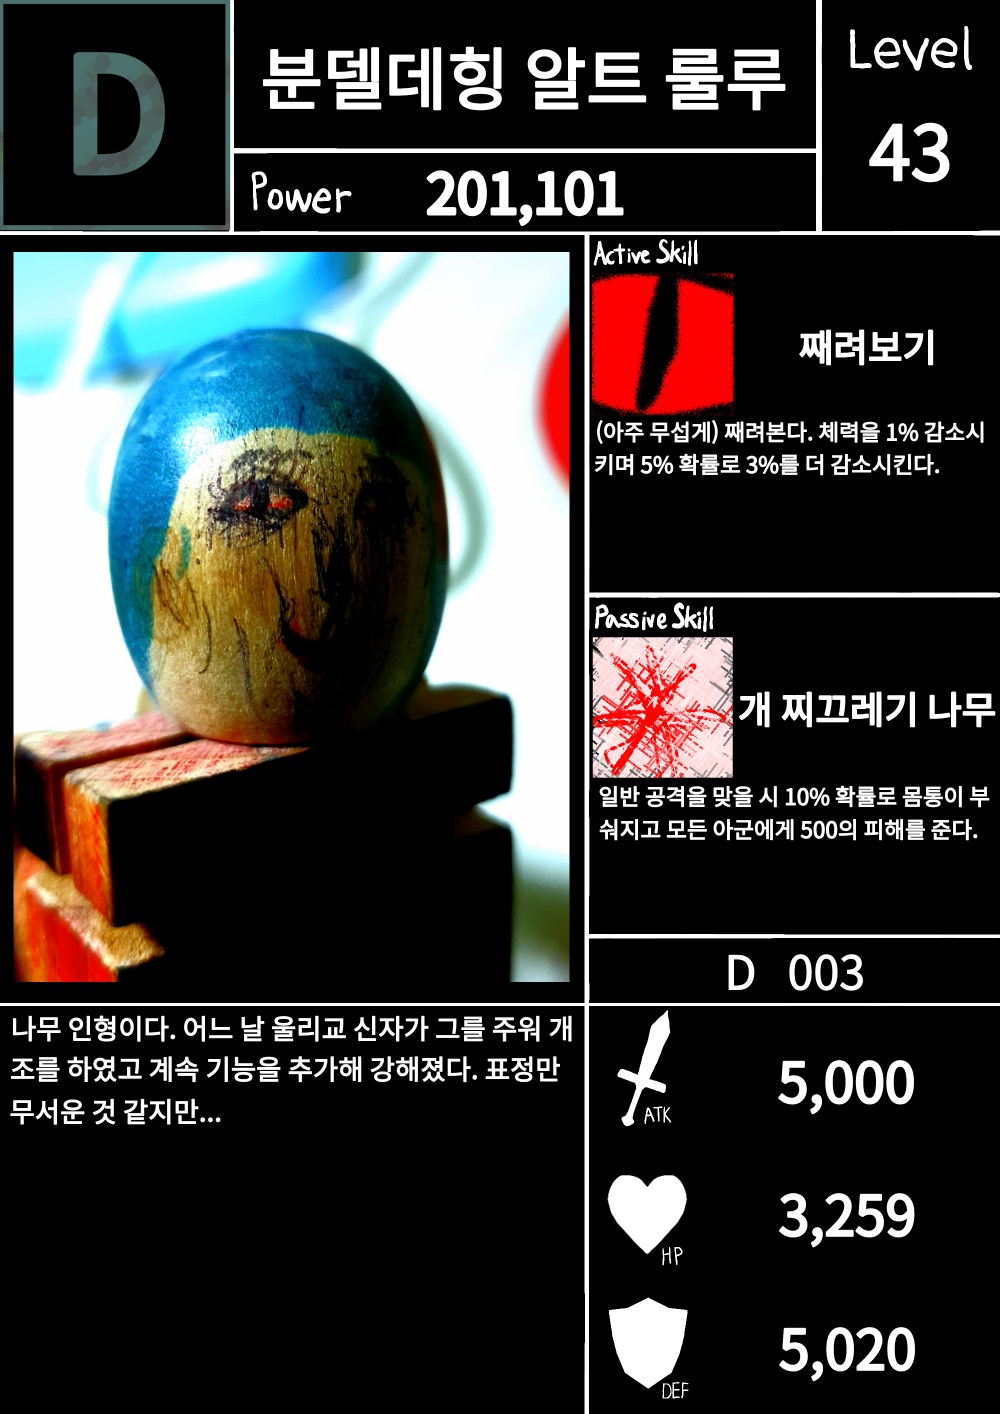 D
분델데힝 알트 룰루
Level
43
Power 201,101
Active Skill
째려보기
(아주 무섭게) 째려본다. 체력을 1% 감소시
키며 5% 확률로 3%를 더 감소시킨다.
Passive Skill
개 찌끄레기 나무
일반 공격을 맞을 시 10% 확률로 몸통이 부
숴지고 모든 아군에게 500의 피해를 준다.
D 003
나무 인형이다. 어느 날 울리교 신자가 그를 주워 개
조를 하였고 계속 기능을 추가해 강해졌다. 표정만
무서운 것 같지만...
ATK 5,000
HP 3,259
DEF 5,020